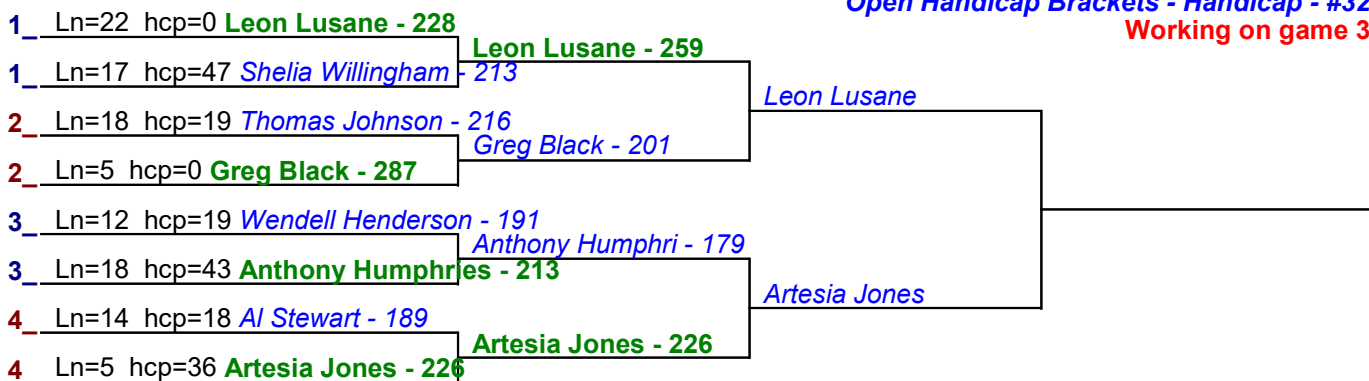 Open Handicap Brackets - Handicap - #32
Working on game 3
1_ Ln=22 hcp=0 Leon Lusane - 228
Leon Lusane - 259
1_ Ln=17 hcp=47 Shelia Willingham - 213
Leon Lusane
2_ Ln=18 hcp=19 Thomas Johnson - 216
Greg Black - 201
2_ Ln=5 hcp=0 Greg Black - 287
3_ Ln=12 hcp=19 Wendell Henderson - 191
Anthony Humphri - 179
3_ Ln=18 hcp=43 Anthony Humphries - 213
Artesia Jones
4_ Ln=14 hcp=18 Al Stewart - 189
Artesia Jones - 226
4 Ln=5 hcp=36 Artesia Jones - 226